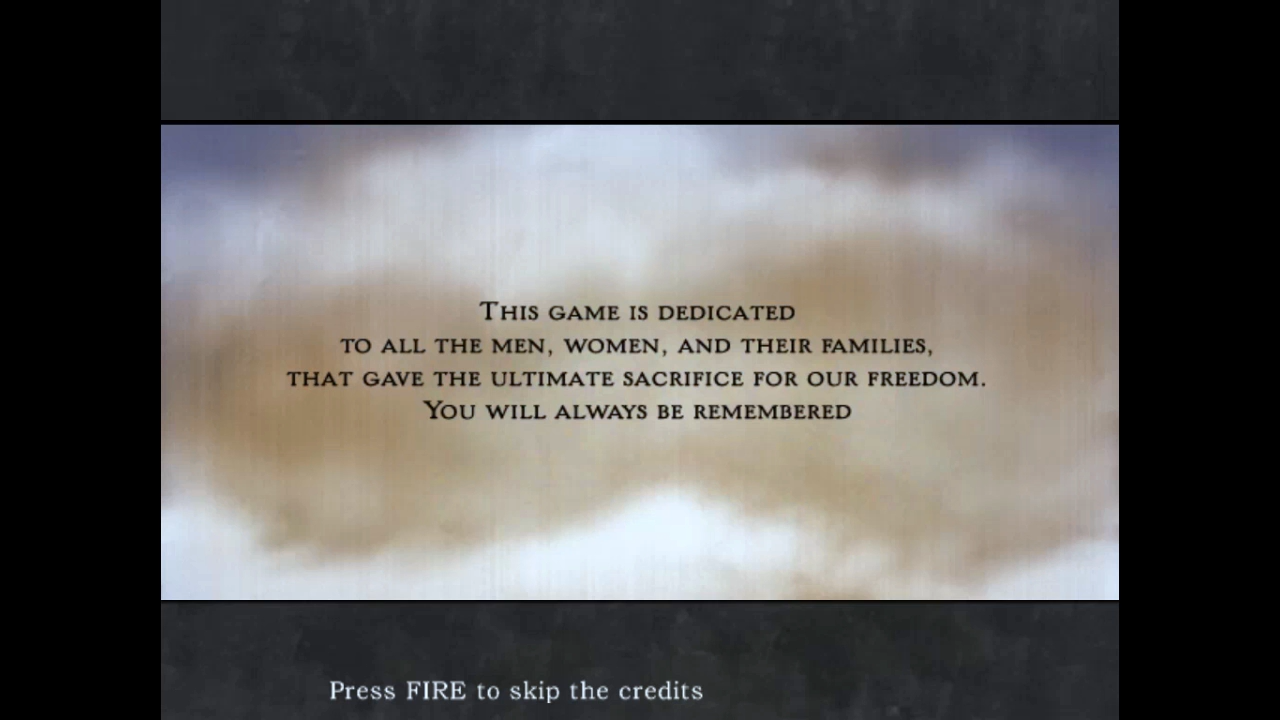 This game is dedicated
to all the men, women, and their families,
that gave the ultimate sacrifice for our freedom.
You will always be remembered
Press FIRE to skip the credits